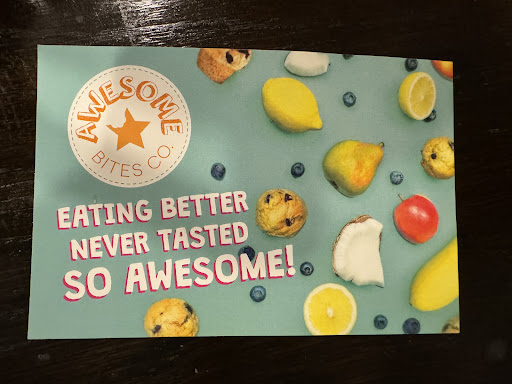 AWESOME
BITES CO.
EATING BETTER
NEVER TASTED
SO AWESOME!